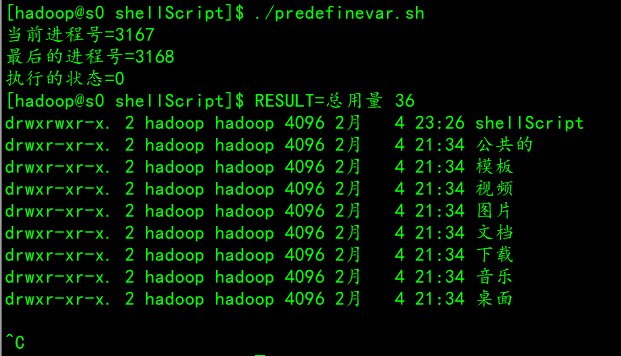 [hadoop@s0 shellScript]$ ./predefinevar.sh
当前进程号=3167
最后的进程号=3168
执行的状态=0
[hadoop@s0 shellScript]$ RESULT=总用量 36
drwxrwxr-x. 2 hadoop hadoop 4096 2月   4 23:26 shellScript
drwxr-xr-x. 2 hadoop hadoop 4096 2月   4 21:34 公共的
drwxr-xr-x. 2 hadoop hadoop 4096 2月   4 21:34 模板
drwxr-xr-x. 2 hadoop hadoop 4096 2月   4 21:34 视频
drwxr-xr-x. 2 hadoop hadoop 4096 2月   4 21:34 图片
drwxr-xr-x. 2 hadoop hadoop 4096 2月   4 21:34 文档
drwxr-xr-x. 2 hadoop hadoop 4096 2月   4 21:34 下载
drwxr-xr-x. 2 hadoop hadoop 4096 2月   4 21:34 音乐
drwxr-xr-x. 2 hadoop hadoop 4096 2月   4 21:34 桌面
^C